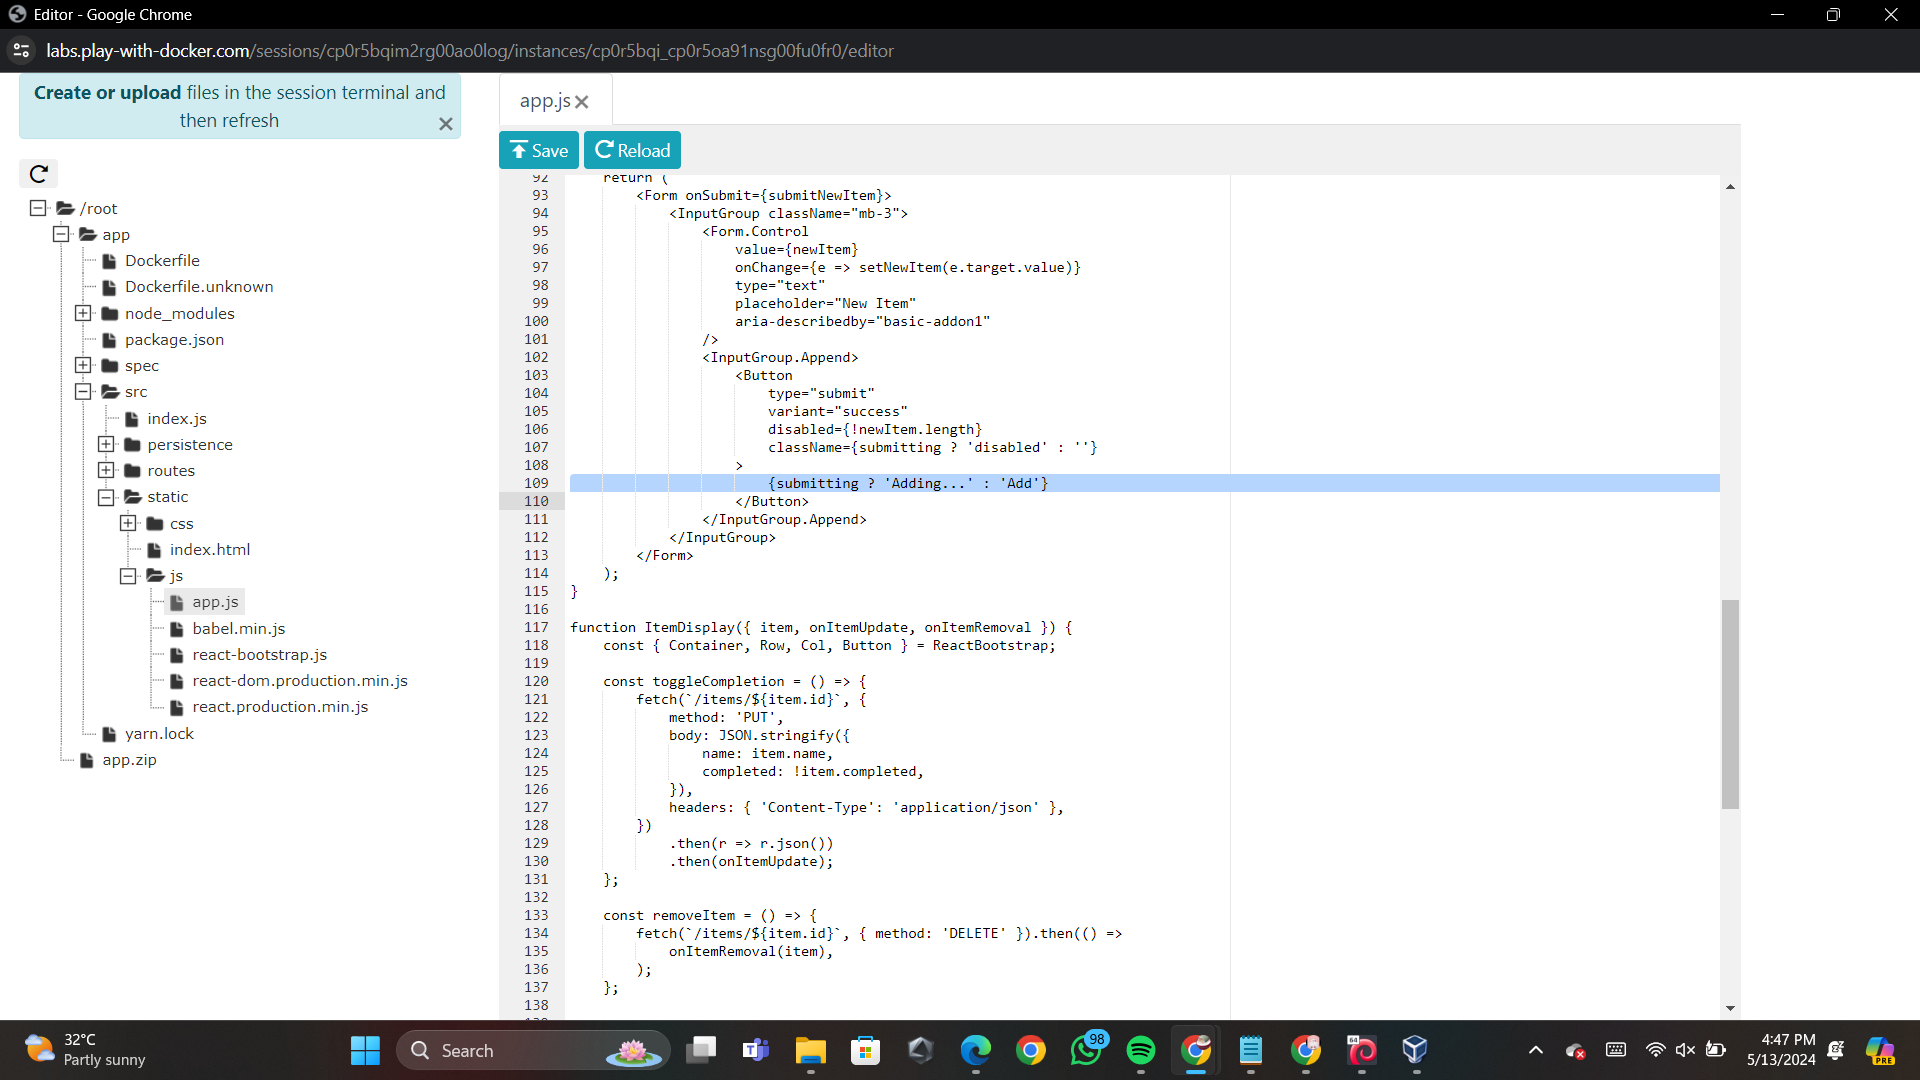 Editor - Google Chrome
labs.play-with-docker.com/sessions/cp0r5bqim2rg00ao0log/instances/cp0r5bqi_cp0r5oa91nsg00fu0fr0/editor
Create or upload files in the session terminal and
then refresh
/root
app
Dockerfile
Dockerfile.unknown
node_modules
package.json
spec
src
index.js
persistence
routes
static
css
index.html
js
app.js
babel.min.js
react-bootstrap.js
react-dom.production.min.js
react.production.min.js
yarn.lock
app.zip
app.js
Save Reload
92 return (
93 <Form onSubmit={submitNewItem}>
94 <InputGroup className="mb-3">
95 <Form.Control
96 value={newItem}
97 onChange={e => setNewItem(e.target.value)}
98 type="text"
99 placeholder="New Item"
100 aria-describedby="basic-addon1"
101 />
102 <InputGroup.Append>
103 <Button
104 type="submit"
105 variant="success"
106 disabled={!newItem.length}
107 className={submitting ? 'disabled' : ''}
108 >
109 {submitting ? 'Adding...' : 'Add'}
110 </Button>
111 </InputGroup.Append>
112 </InputGroup>
113 </Form>
114 );
115 }
116
117 function ItemDisplay({ item, onItemUpdate, onItemRemoval }) {
118 const { Container, Row, Col, Button } = ReactBootstrap;
119
120 const toggleCompletion = () => {
121 fetch(`/items/${item.id}`, {
122 method: 'PUT',
123 body: JSON.stringify({
124 name: item.name,
125 completed: !item.completed,
126 }),
127 headers: { 'Content-Type': 'application/json' },
128 })
129 .then(r => r.json())
130 .then(onItemUpdate);
131 };
132
133 const removeItem = () => {
134 fetch(`/items/${item.id}`, { method: 'DELETE' }).then(() =>
135 onItemRemoval(item),
136 );
137 };
138
32°C
Partly sunny
Search
98
64
4:47 PM
5/13/2024
PRE